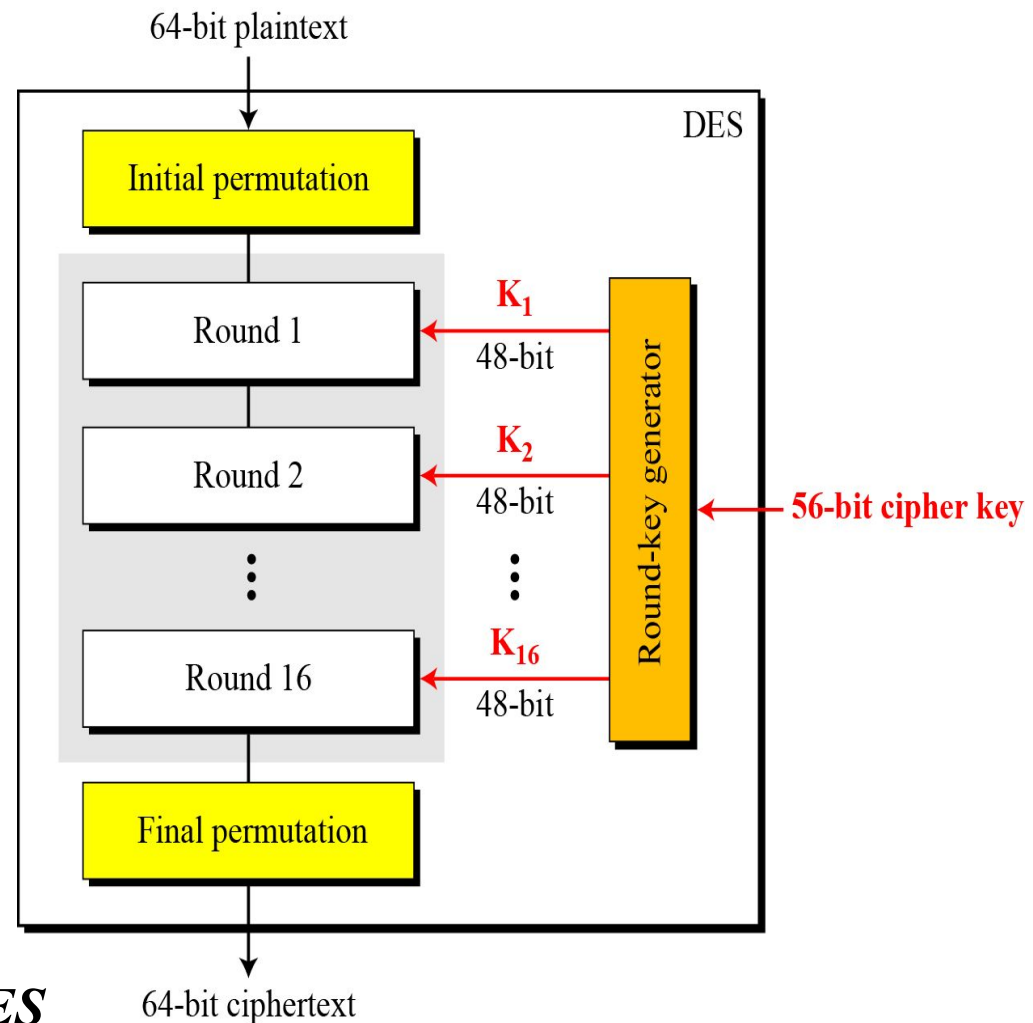 64-bit plaintext
DES
Initial permutation
Round 1
K1
48-bit
Round 2
K2
48-bit
Round-key generator
56-bit cipher key
Round 16
K16
48-bit
Final permutation
64-bit ciphertext